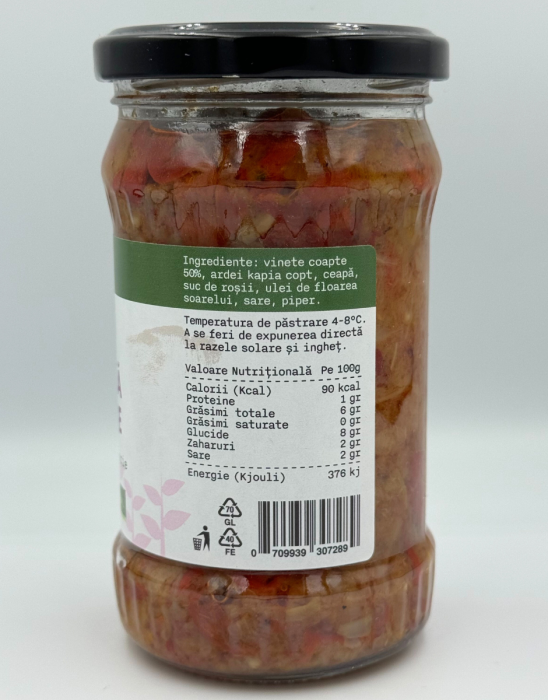 Ingrediente: vinete coapte
50%, ardei kapia copt, ceapă,
suc de roșii, ulei de floarea
soarelui, sare, piper.
Temperatura de păstrare 4-8°C.
A se feri de expunerea directă
la razele solare și ingheț.
Valoare Nutrițională Pe 100g
Calorii (Kcal) 90 kcal
Proteine 1 gr
Grăsimi totale 6 gr
Grăsimi saturate 0 gr
Glucide 8 gr
Zaharuri 2 gr
Sare 2 gr
Energie (Kjouli) 376 kj
70
GL
40
FE
0 709939 307289